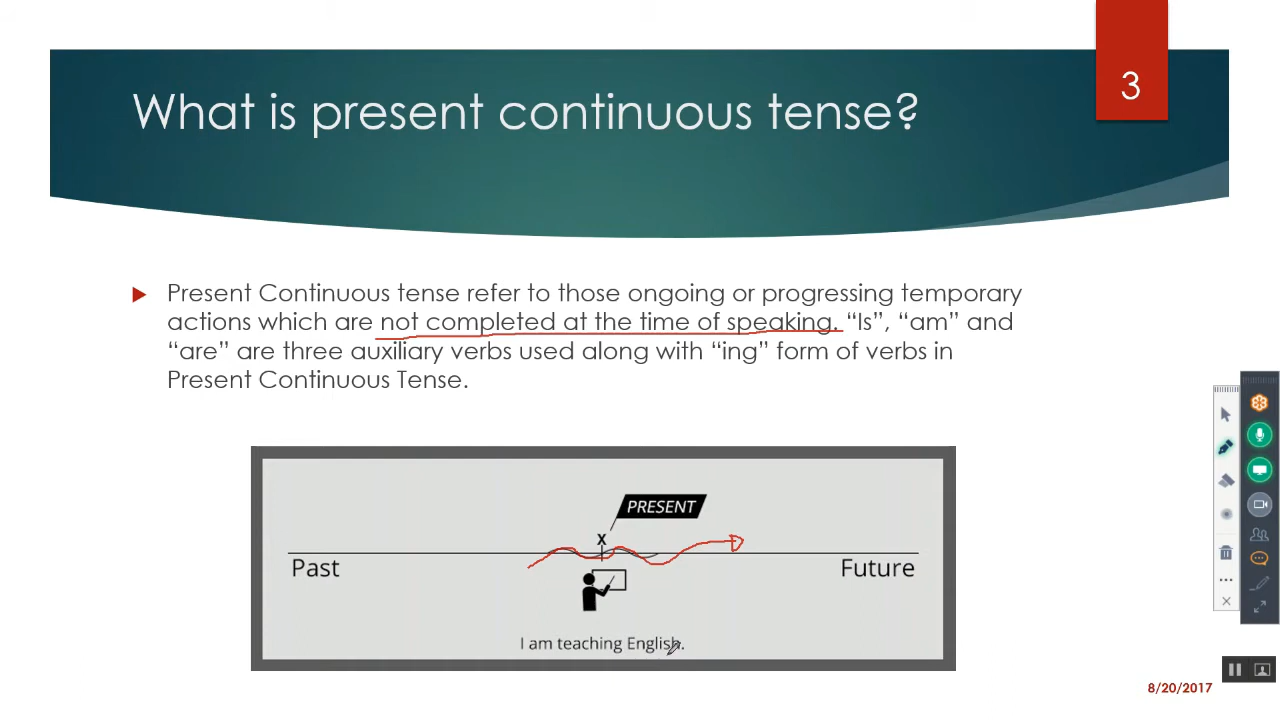 3
What is present continuous tense?
Present Continuous tense refer to those ongoing or progressing temporary
actions which are not completed at the time of speaking. “Is”, “am” and
“are” are three auxiliary verbs used along with “ing” form of verbs in
Present Continuous Tense.
PRESENT
x
Past
Future
I am teaching English.
8/20/2017